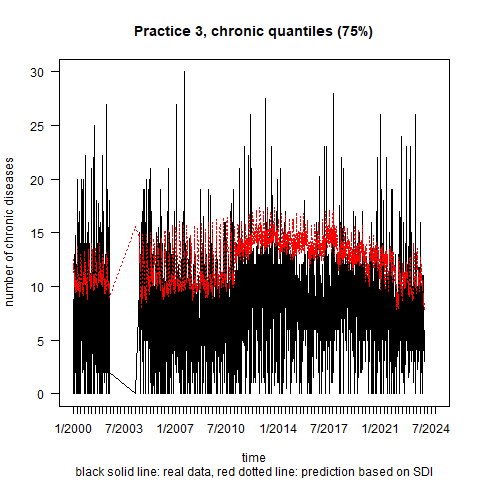 Practice 3, chronic quantiles (75%)
number of chronic diseases
30
25
20
15
10
5
0
1/2000 7/2003 1/2007 7/2010 1/2014 7/2017 1/2021 7/2024
time
black solid line: real data, red dotted line: prediction based on SDI